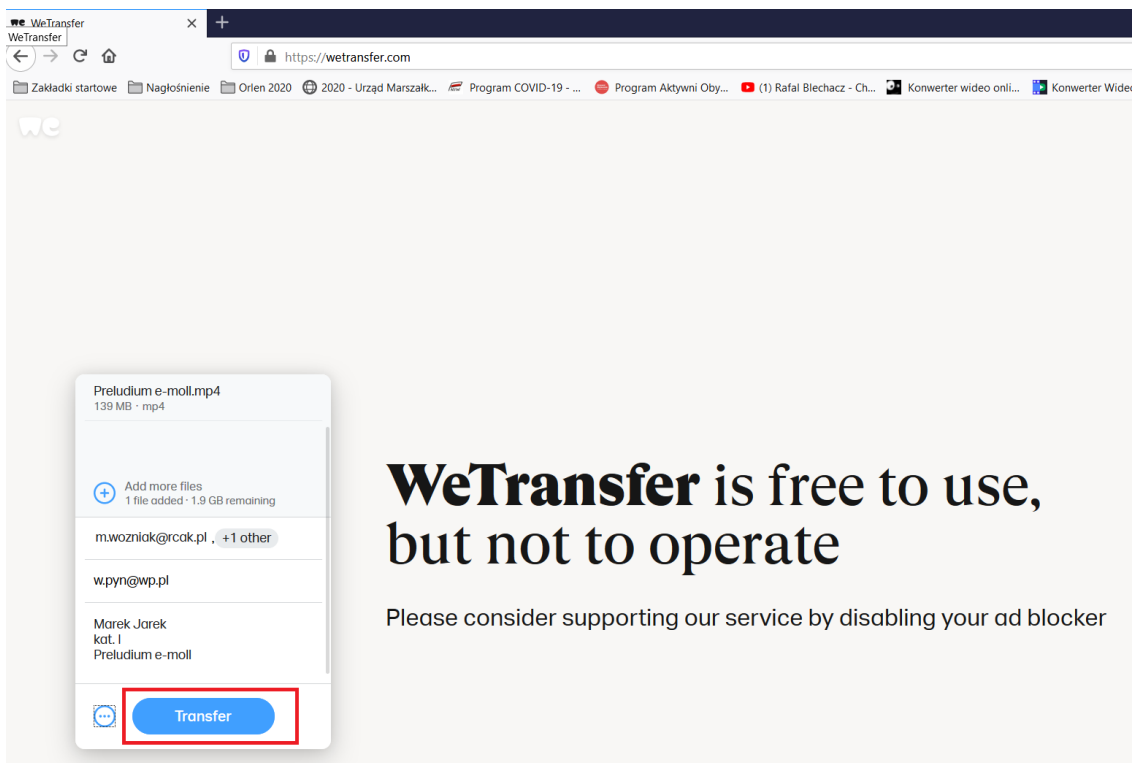 we WeTransfer
WeTransfer
https://wetransfer.com
Zakładki startowe Nagłośnienie Orlen 2020 2020 - Urząd Marszałk... Program COVID-19 - ... Program Aktywni Oby... (1) Rafal Blechacz - Ch... Konwerter wideo onli... Konwerter Wide
we
Preludium e-moll.mp4
139 MB · mp4
Add more files
1 file added · 1.9 GB remaining
m.wozniak@rcak.pl , +1 other
w.pyn@wp.pl
Marek Jarek
kat. I
Preludium e-moll
Transfer
WeTransfer is free to use,
but not to operate
Please consider supporting our service by disabling your ad blocker